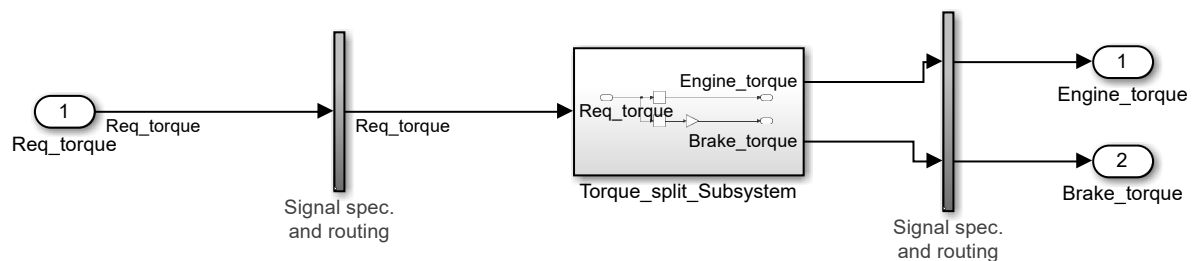 1
Req_torque
Req_torque
Signal spec.
and routing
Req_torque
Req_torque
Engine_torque
Brake_torque
Torque_split_Subsystem
Signal spec.
and routing
1
Engine_torque
2
Brake_torque